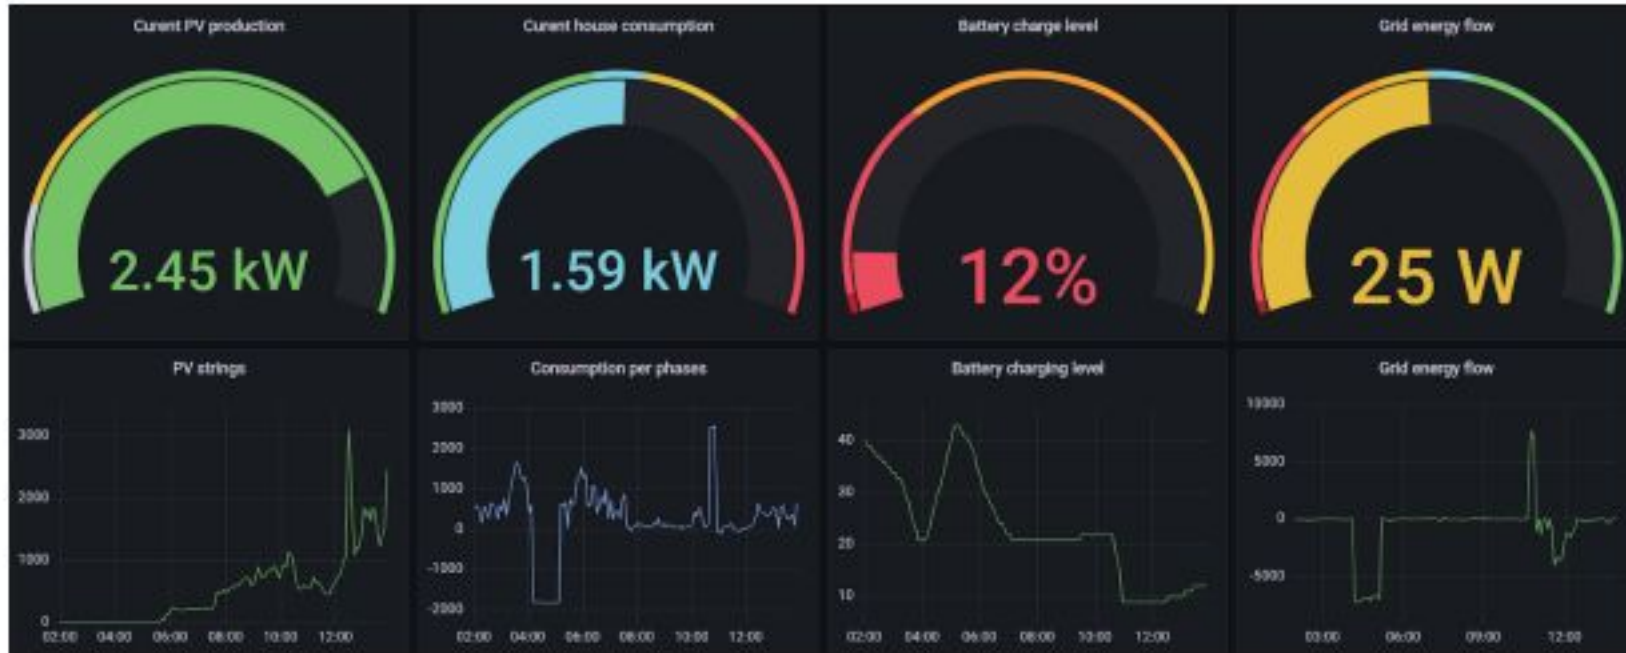 Curent PV production
Curent house consumption
Battery charge level
Grid energy flow
2.45 kW
1.59 kW
12%
25 W
PV strings
3000
2000
1000
0
02:00 04:00 06:00 08:00 10:00 12:00
Consumption per phases
3000
2000
1000
0
-1000
-2000
02:00 04:00 06:00 08:00 10:00 12:00
Battery charging level
40
30
20
10
02:00 04:00 06:00 08:00 10:00 12:00
Grid energy flow
10000
5000
0
-5000
03:00 06:00 09:00 12:00